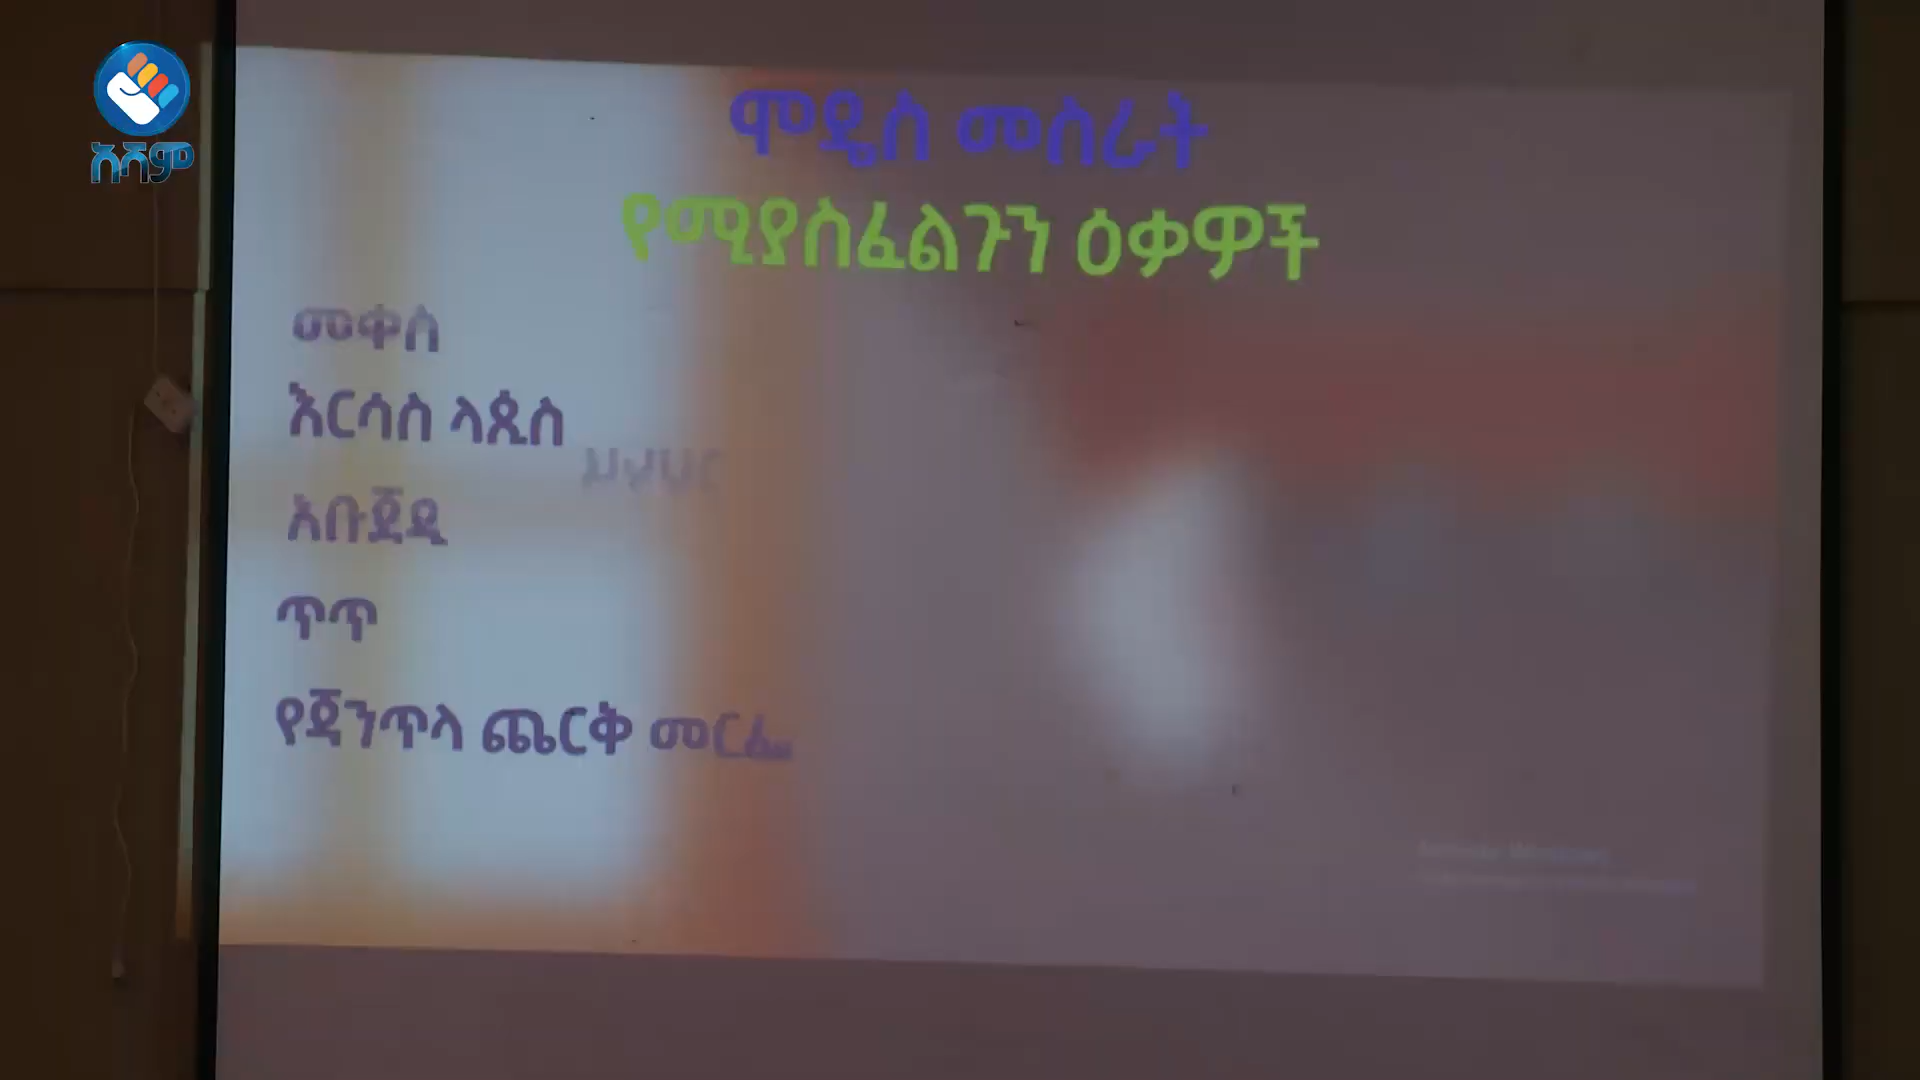 አሻም
ሞዴስ መስራት
የሚያስፈልጉን ዕቃዎች
መቀስ
እርሳስ ላጲስ
አቡጀዲ
ጥጥ
የጃንጥላ ጨርቅ መርፌ